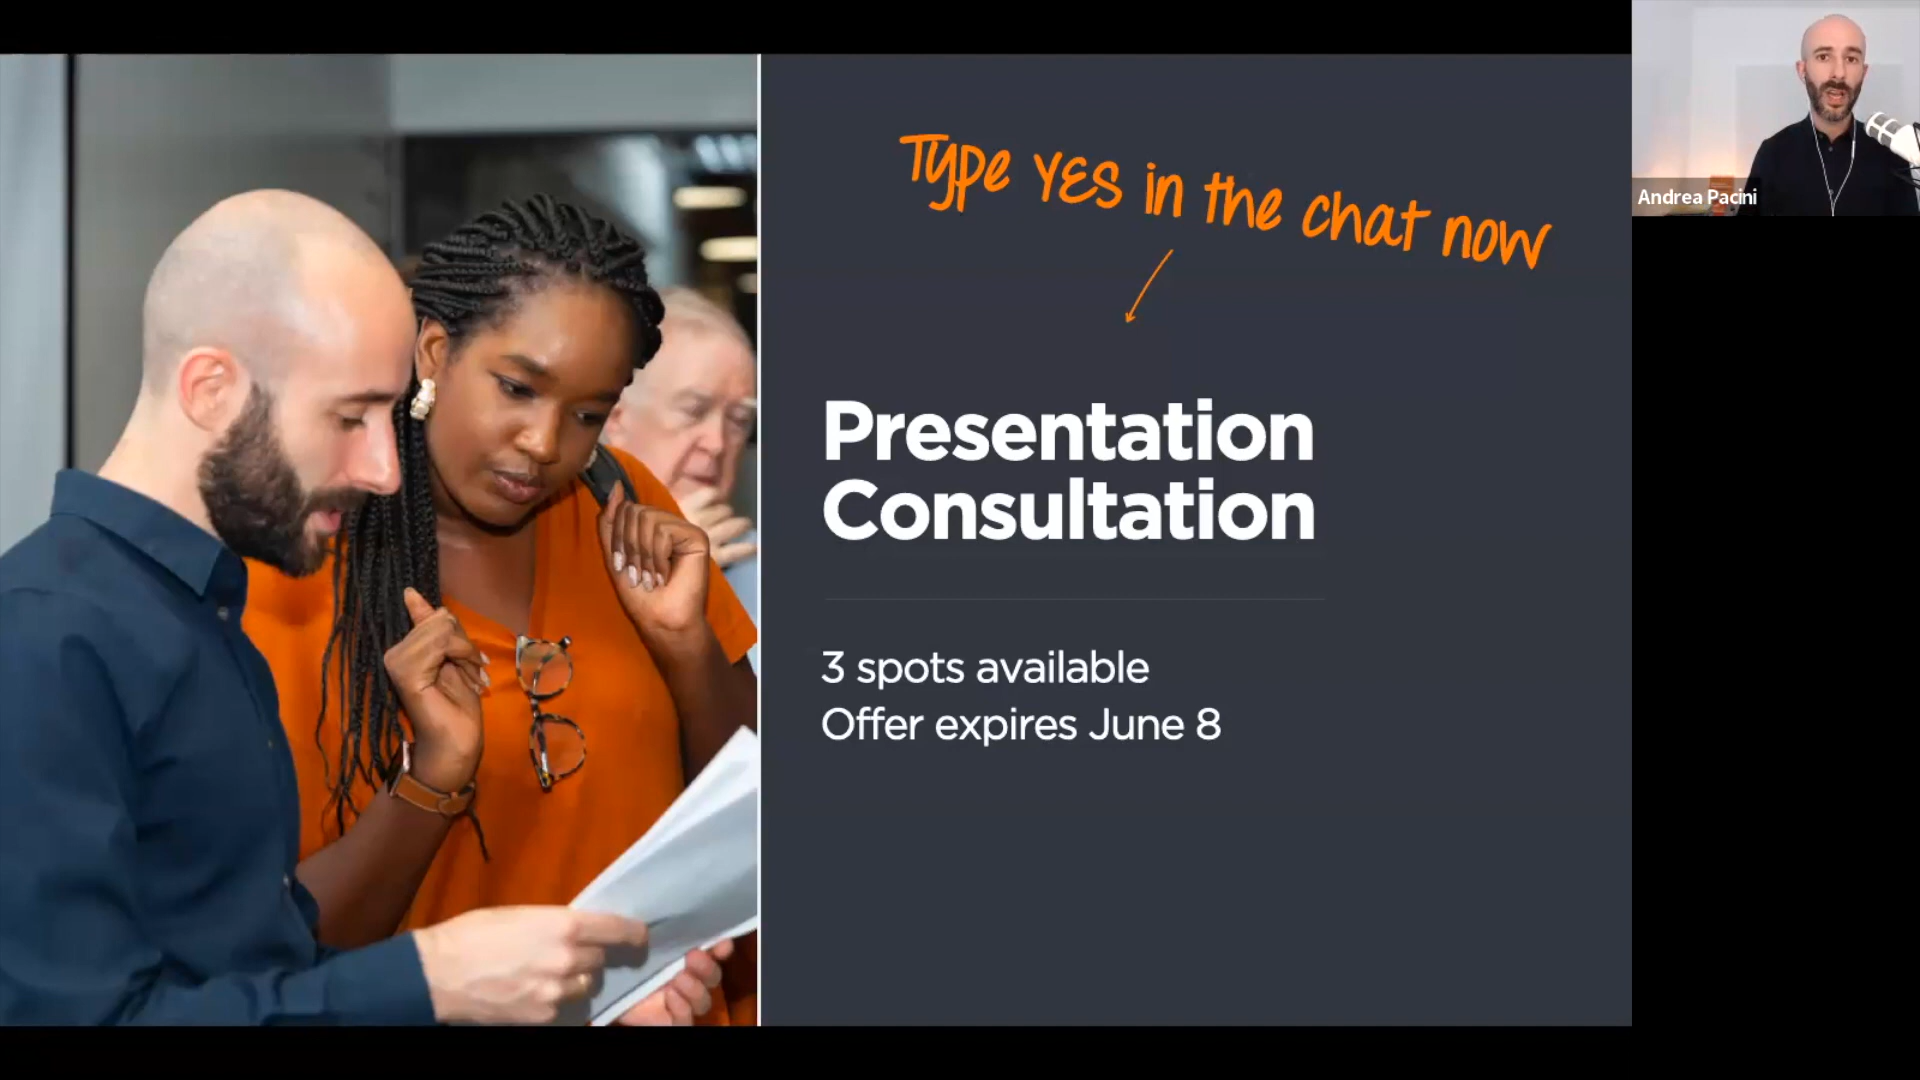 Type YES in the chat now
Presentation
Consultation
3 spots available
Offer expires June 8
Andrea Pacini